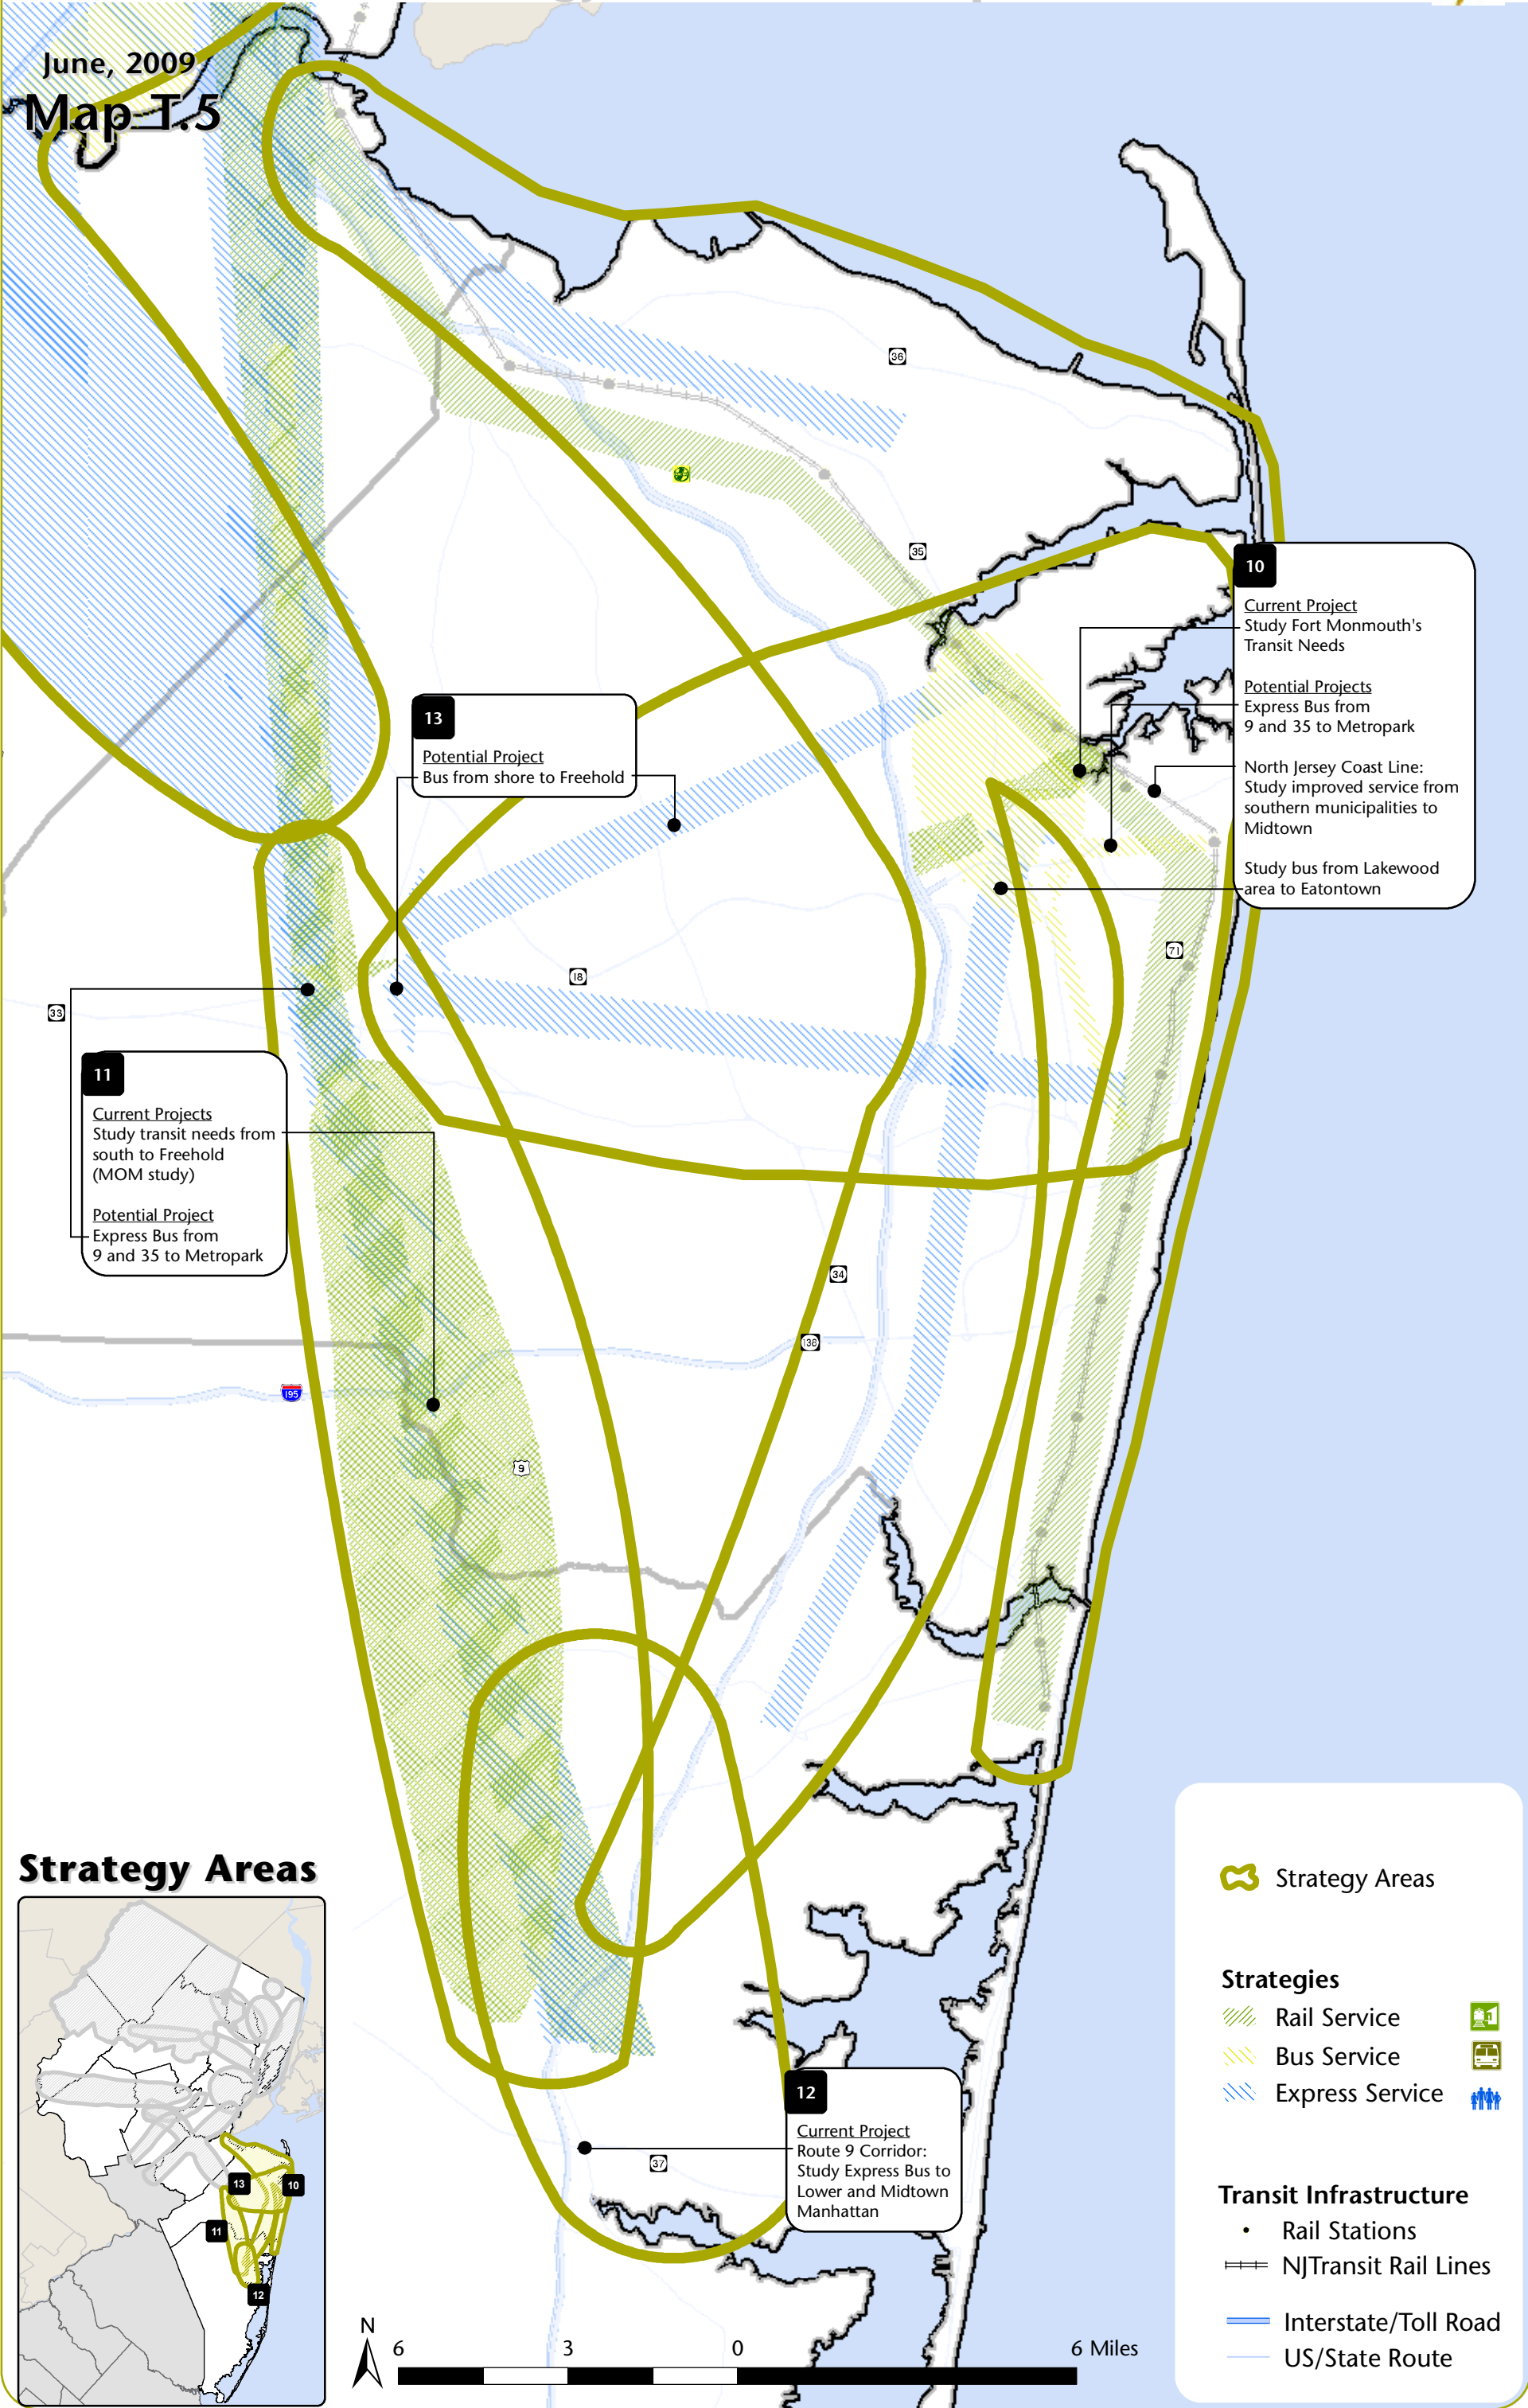 June, 2009
Map T.5
36
35
10
Current Project
Study Fort Monmouth's
Transit Needs
Potential Projects
Express Bus from
9 and 35 to Metropark
North Jersey Coast Line:
Study improved service from
southern municipalities to
Midtown
Study bus from Lakewood
area to Eatontown
13
Potential Project
Bus from shore to Freehold
71
18
33
11
Current Projects
Study transit needs from
south to Freehold
(MOM study)
Potential Project
Express Bus from
9 and 35 to Metropark
34
138
195
9
12
Current Project
Route 9 Corridor:
Study Express Bus to
Lower and Midtown
Manhattan
37
Strategy Areas
13
10
11
12
N
6 3 0 6 Miles
Strategy Areas
Strategies
Rail Service
Bus Service
Express Service
Transit Infrastructure
Rail Stations
NJTransit Rail Lines
Interstate/Toll Road
US/State Route